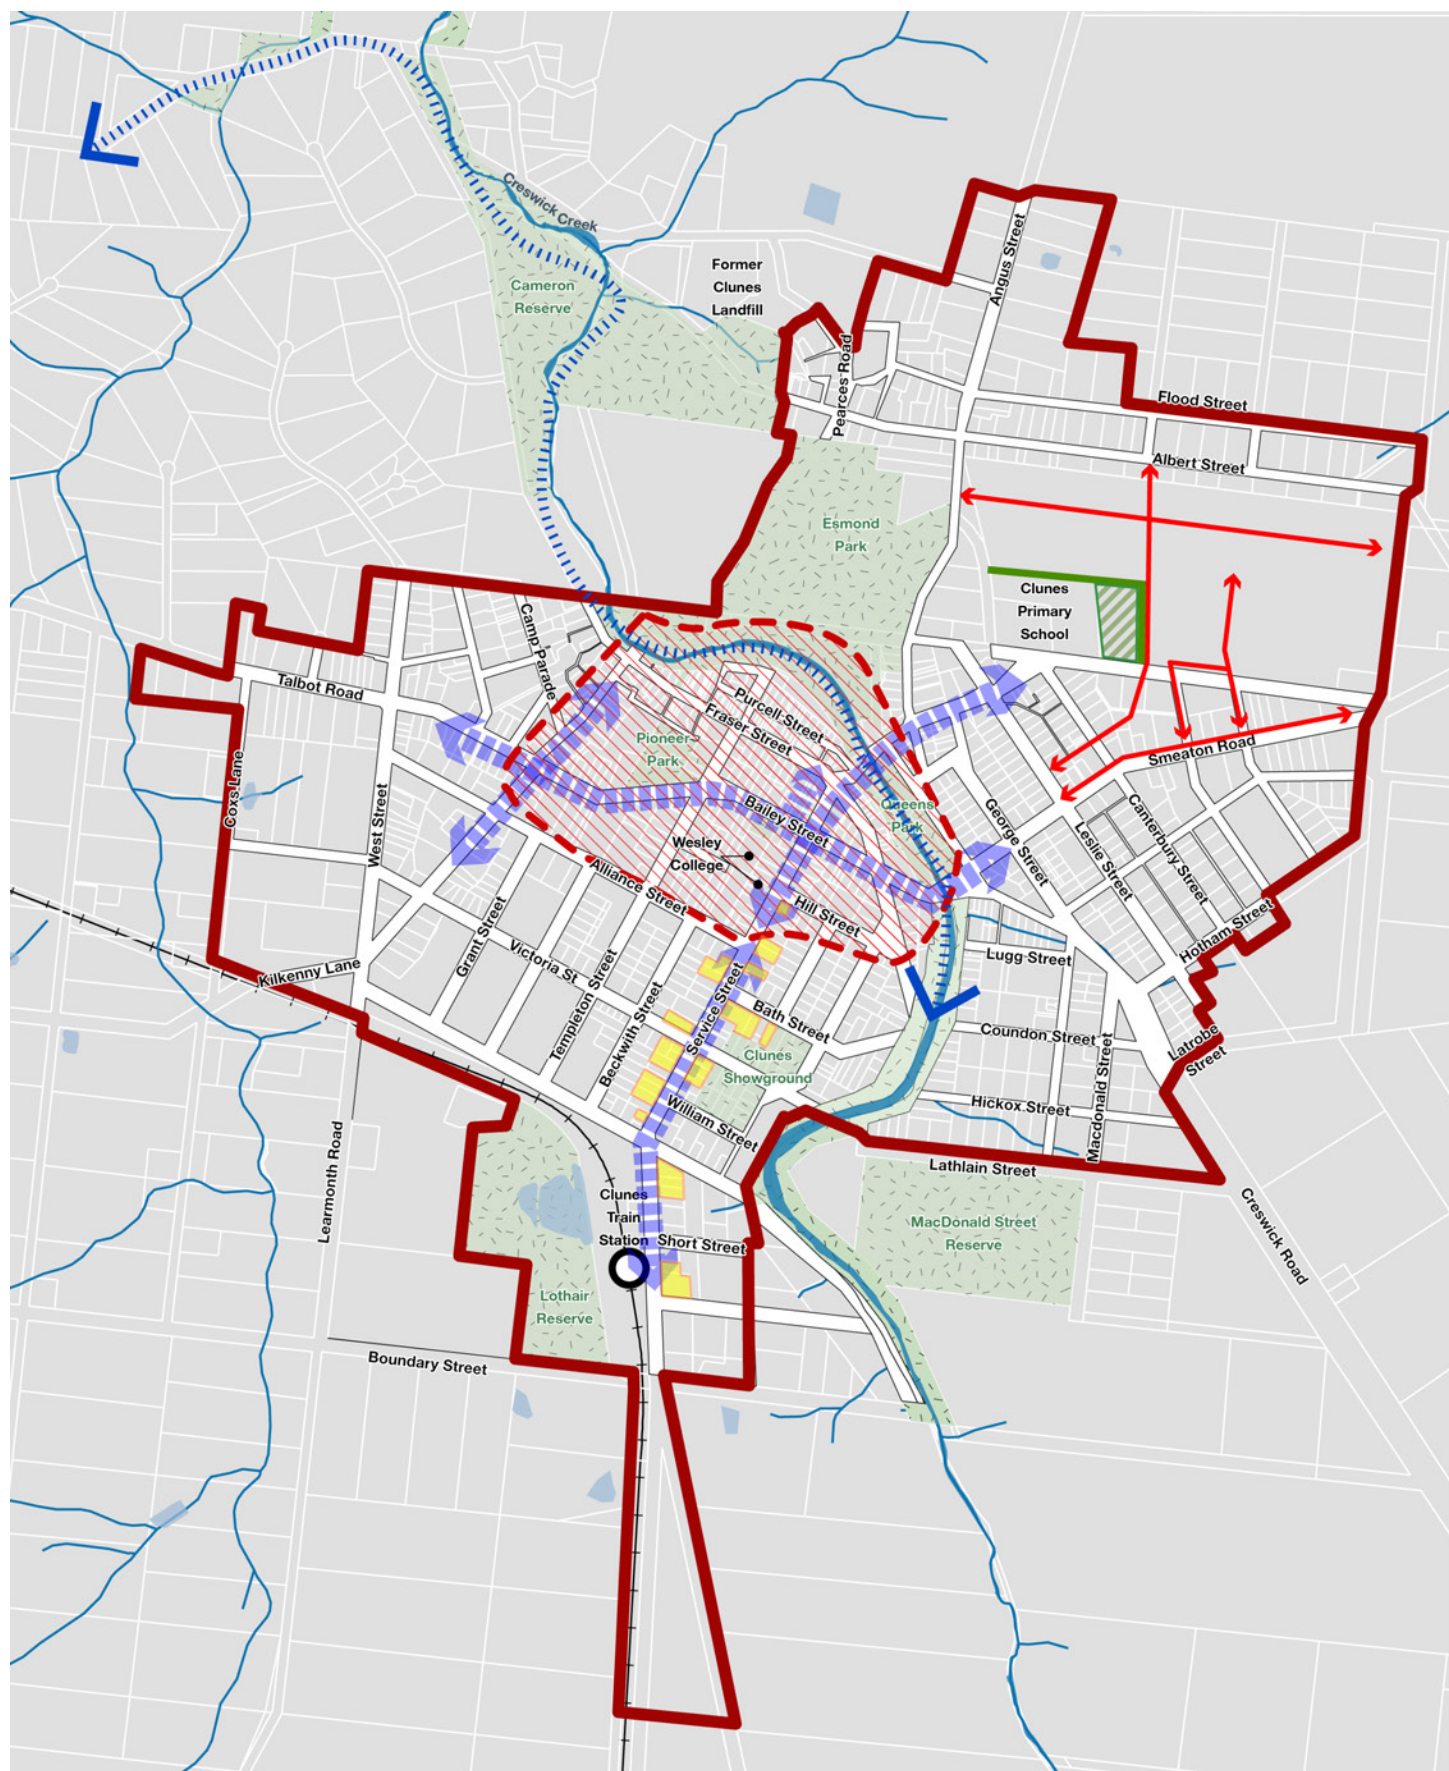 Creswick Creek
Cameron
Reserve
Former
Clunes
Landfill
Angus Street
Pearces Road
Flood Street
Albert Street
Esmond
Park
Clunes
Primary
School
Camp Parade
Talbot Road
Purcell Street
Fraser Street
Pioneer
Park
Smeaton Road
Coxs Lane
West Street
Bailey Street
Queens
Park
Wesley
College
George Street
Leslie Street
Canterbury Street
Alliance Street
Hill Street
Hotham Street
Grant Street
Victoria St
Lugg Street
Kilkenny Lane
Templeton Street
Beckwith Street
Service Street
Bath Street
Coundon Street
Latrobe
Street
Clunes
Showground
Macdonald Street
William Street
Hickox Street
Learmonth Road
Lathlain Street
Clunes
Train
Station
Short Street
MacDonald Street
Reserve
Creswick Road
Lothair
Reserve
Boundary Street